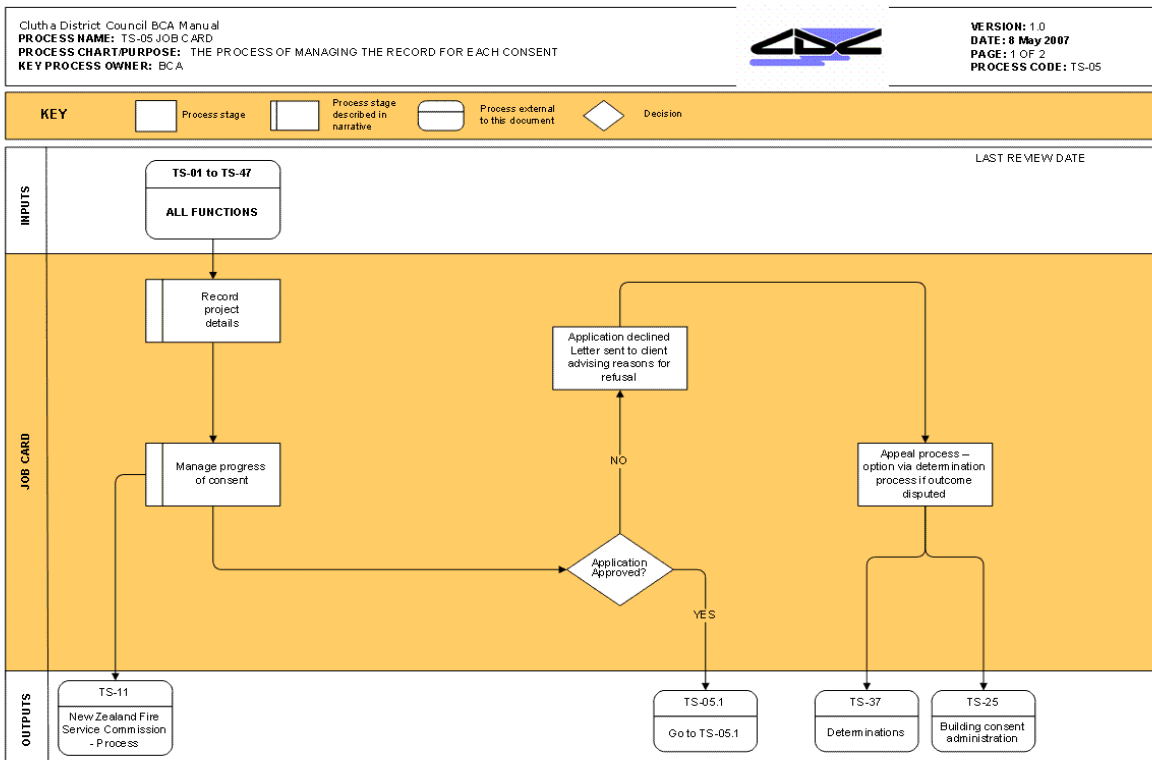 Clutha District Council BCA Manual
PROCESS NAME: TS-05 JOB CARD
PROCESS CHART/PURPOSE: THE PROCESS OF MANAGING THE RECORD FOR EACH CONSENT
KEY PROCESS OWNER: BCA
CDC
VERSION: 1.0
DATE: 8 May 2007
PAGE: 1 OF 2
PROCESS CODE: TS-05
KEY
Process stage
Process stage
described in
narrative
Process external
to this document
Decision
LAST REVIEW DATE
INPUTS
TS-01 to TS-47
ALL FUNCTIONS
JOB CARD
Record
project
details
Application declined
Letter sent to client
advising reasons for
refusal
Manage progress
of consent
NO
Appeal process –
option via determination
process if outcome
disputed
Application
Approved?
YES
OUTPUTS
TS-11
New Zealand Fire
Service Commission
- Process
TS-05.1
Go to TS-05.1
TS-37
Determinations
TS-25
Building consent
administration